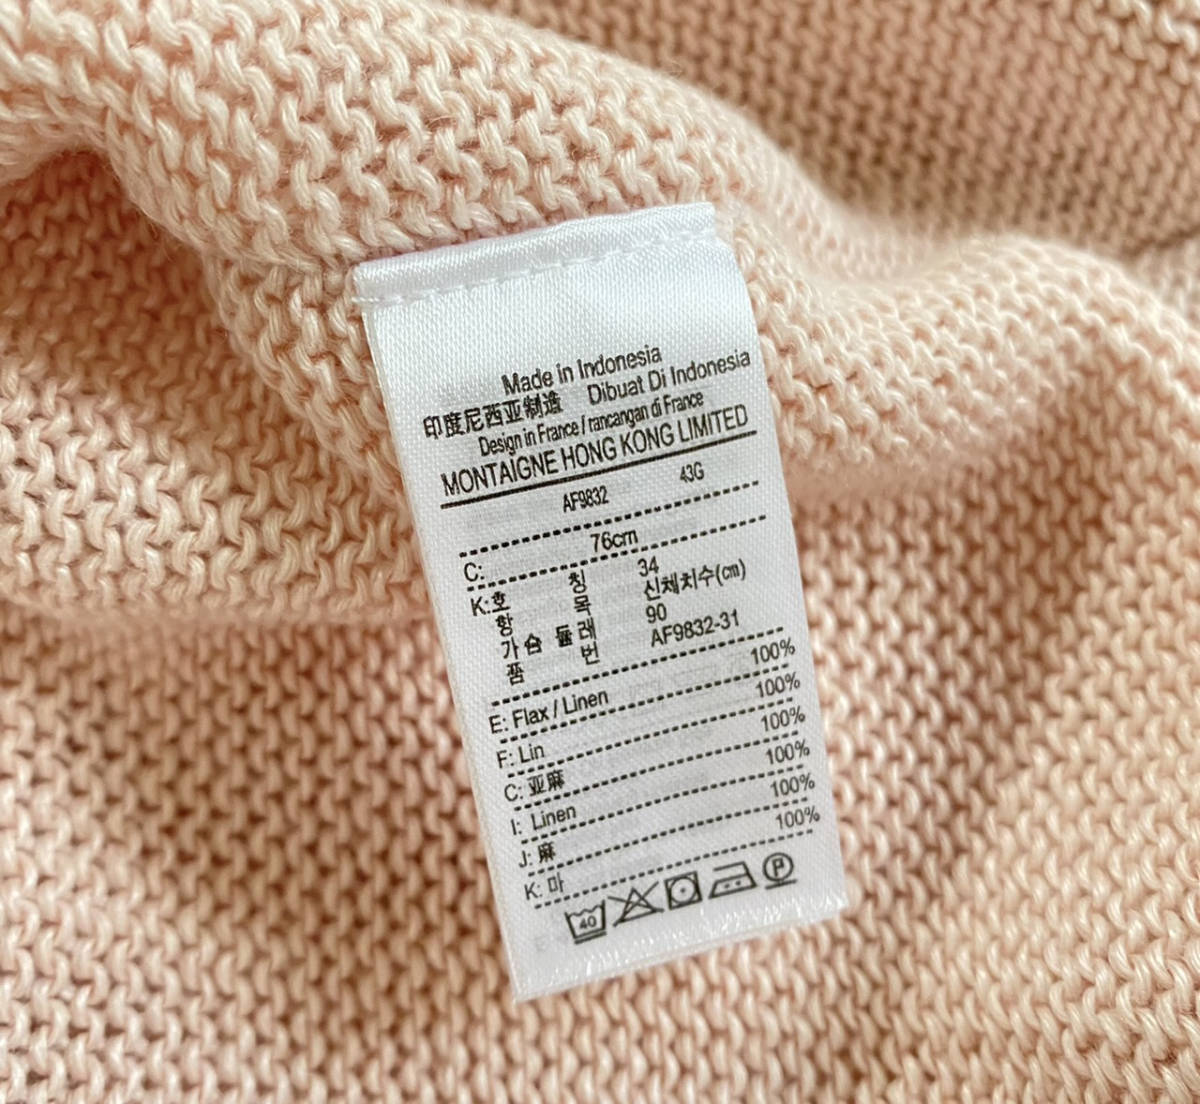 Made in Indonesia
印度尼西亚制造 Dibuat Di Indonesia
Design in France / rancangan di France
MONTAIGNE HONG KONG LIMITED
AF9832 43G
C: 76cm
K:호 칭 34
항 목 신체치수(cm)
가 슴 둘 레 90
품 번 AF9832-31
E: Flax / Linen 100%
F: Lin 100%
C: 亚麻 100%
I: Linen 100%
J: 麻 100%
K: 마 100%
40 P